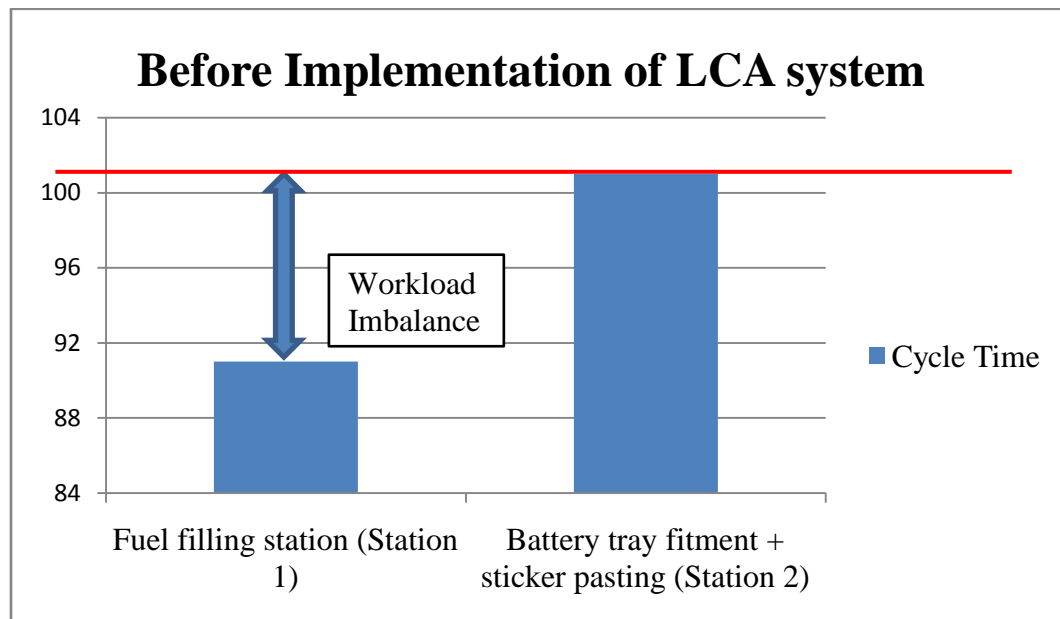 Before Implementation of LCA system
104
100
96
92
88
84
Workload
Imbalance
Cycle Time
Fuel filling station (Station
1)
Battery tray fitment +
sticker pasting (Station 2)